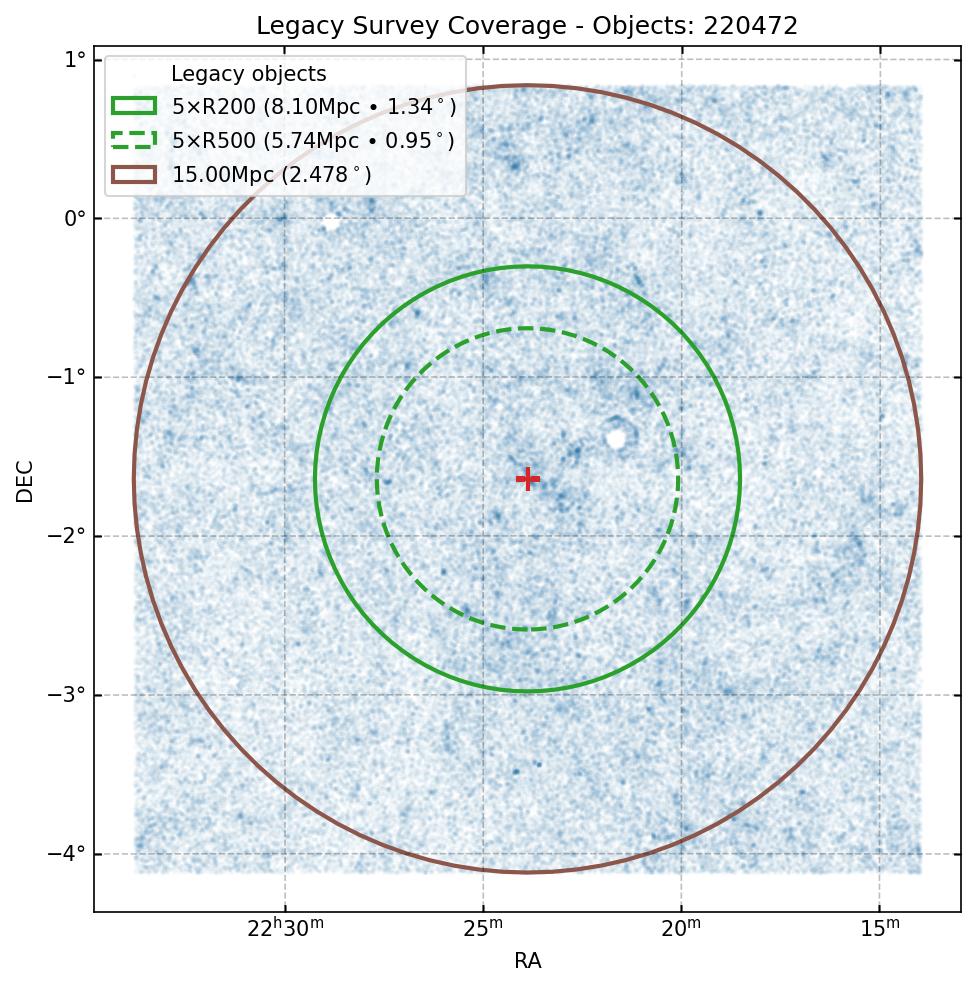 Legacy Survey Coverage - Objects: 220472
Legacy objects
5×R200 (8.10Mpc • 1.34°)
5×R500 (5.74Mpc • 0.95°)
15.00Mpc (2.478°)
1°
0°
−1°
−2°
−3°
−4°
DEC
22ʰ30ᵐ
25ᵐ
20ᵐ
15ᵐ
RA